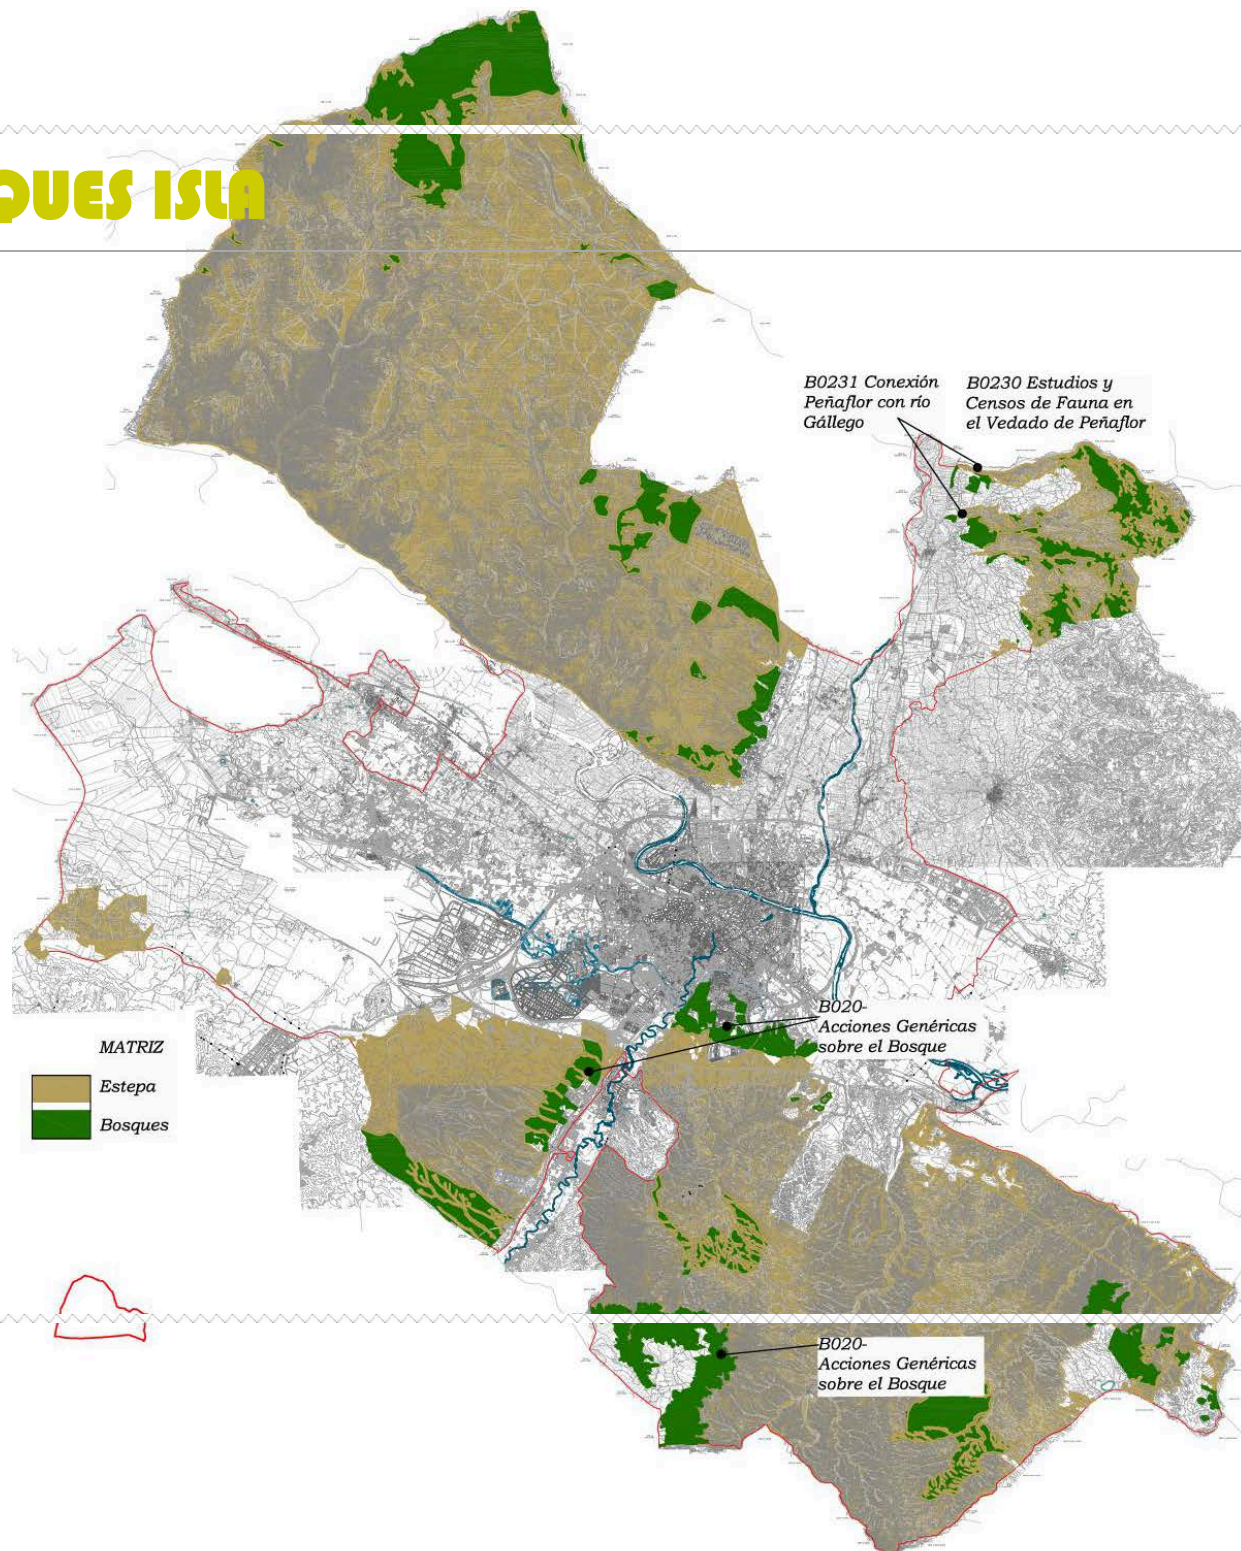 QUES ISLA
B0231 Conexión
Peñaflor con río
Gállego
B0230 Estudios y
Censos de Fauna en
el Vedado de Peñaflor
B020-
Acciones Genéricas
sobre el Bosque
MATRIZ
Estepa
Bosques
B020-
Acciones Genéricas
sobre el Bosque